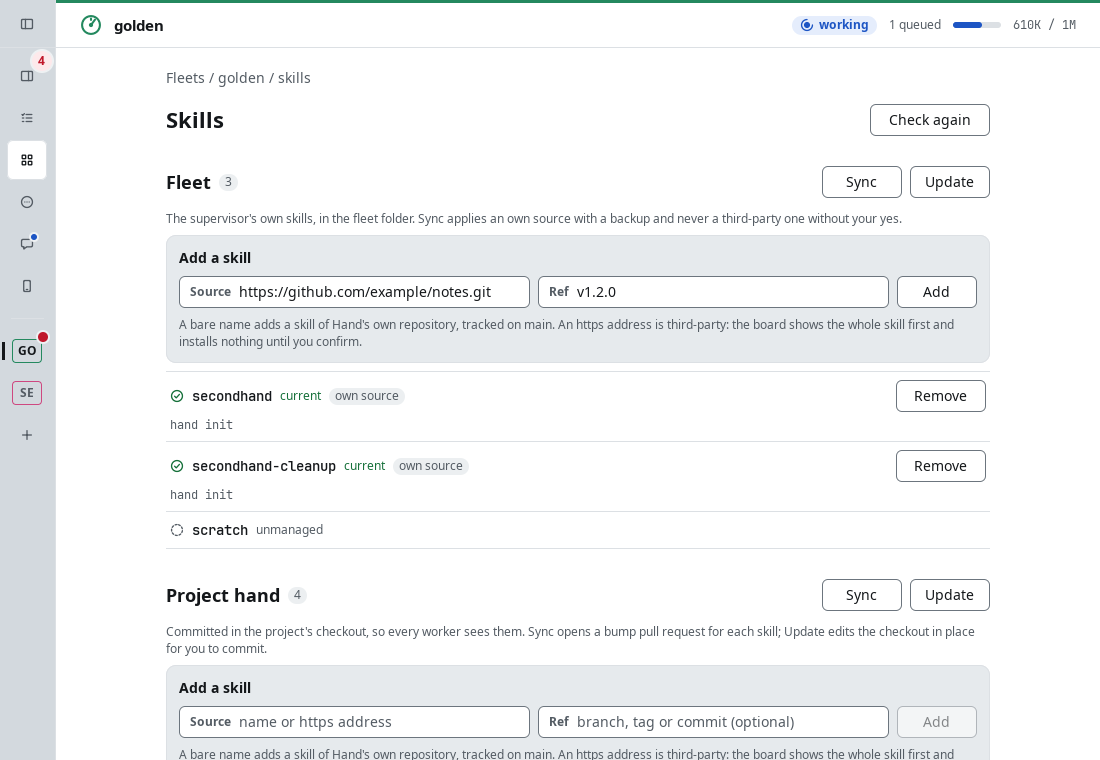 golden
working
1 queued
610K / 1M
4
Fleets / golden / skills
Skills
Check again
Fleet 3
Sync
Update
The supervisor's own skills, in the fleet folder. Sync applies an own source with a backup and never a third-party one without your yes.
Add a skill
Source https://github.com/example/notes.git
Ref v1.2.0
Add
A bare name adds a skill of Hand's own repository, tracked on main. An https address is third-party: the board shows the whole skill first and
installs nothing until you confirm.
GO
secondhand current own source
Remove
SE
hand init
secondhand-cleanup current own source
Remove
hand init
scratch unmanaged
Project hand 4
Sync
Update
Committed in the project's checkout, so every worker sees them. Sync opens a bump pull request for each skill; Update edits the checkout in place
for you to commit.
Add a skill
Source name or https address
Ref branch, tag or commit (optional)
Add
A bare name adds a skill of Hand's own repository, tracked on main. An https address is third-party: the board shows the whole skill first and